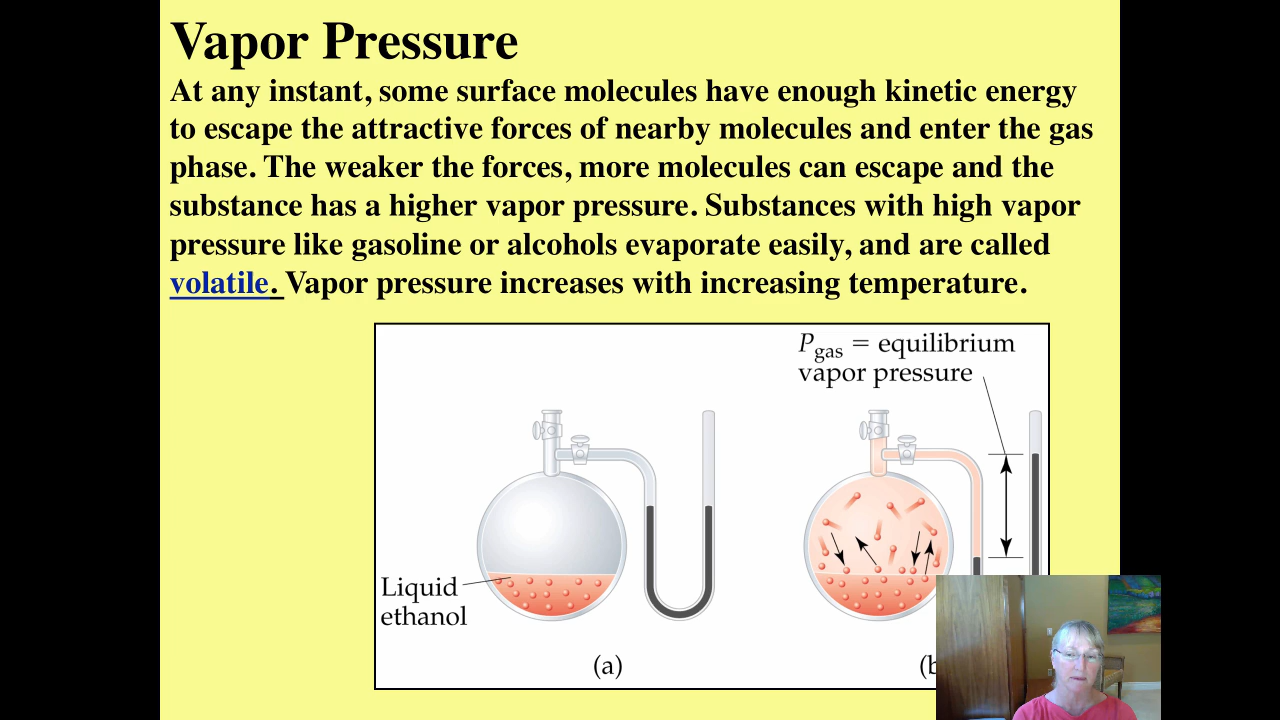 Vapor Pressure
At any instant, some surface molecules have enough kinetic energy
to escape the attractive forces of nearby molecules and enter the gas
phase. The weaker the forces, more molecules can escape and the
substance has a higher vapor pressure. Substances with high vapor
pressure like gasoline or alcohols evaporate easily, and are called
volatile. Vapor pressure increases with increasing temperature.
Pgas = equilibrium
vapor pressure
Liquid
ethanol
(a)